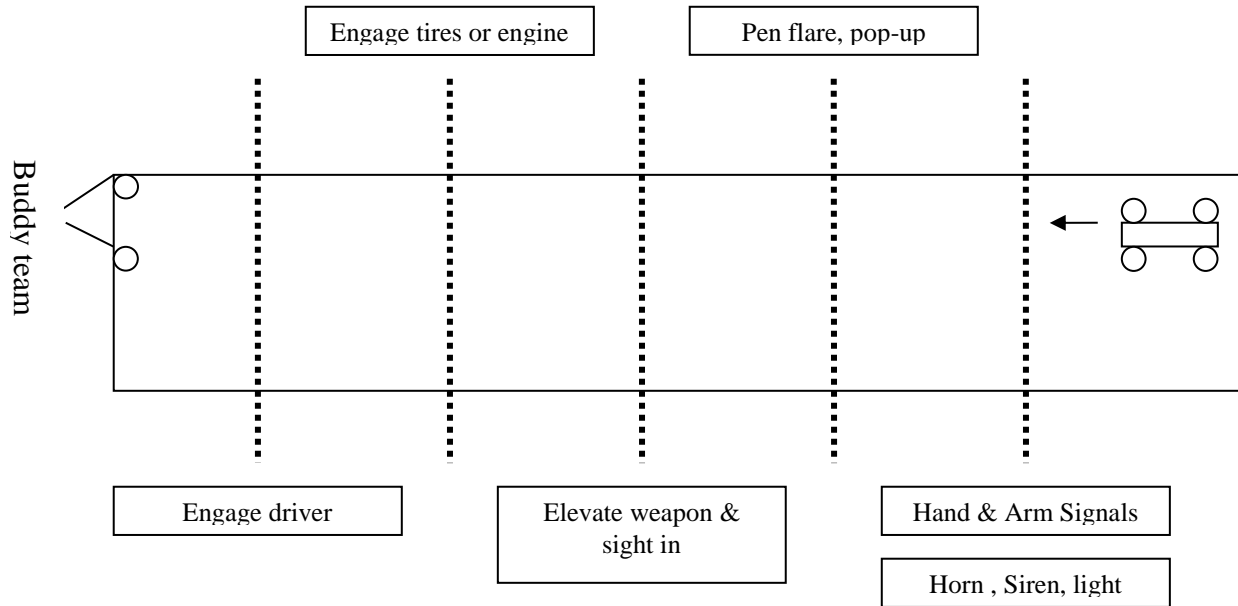 Engage tires or engine
Pen flare, pop-up
Buddy team
Engage driver
Elevate weapon &
sight in
Hand & Arm Signals
Horn , Siren, light